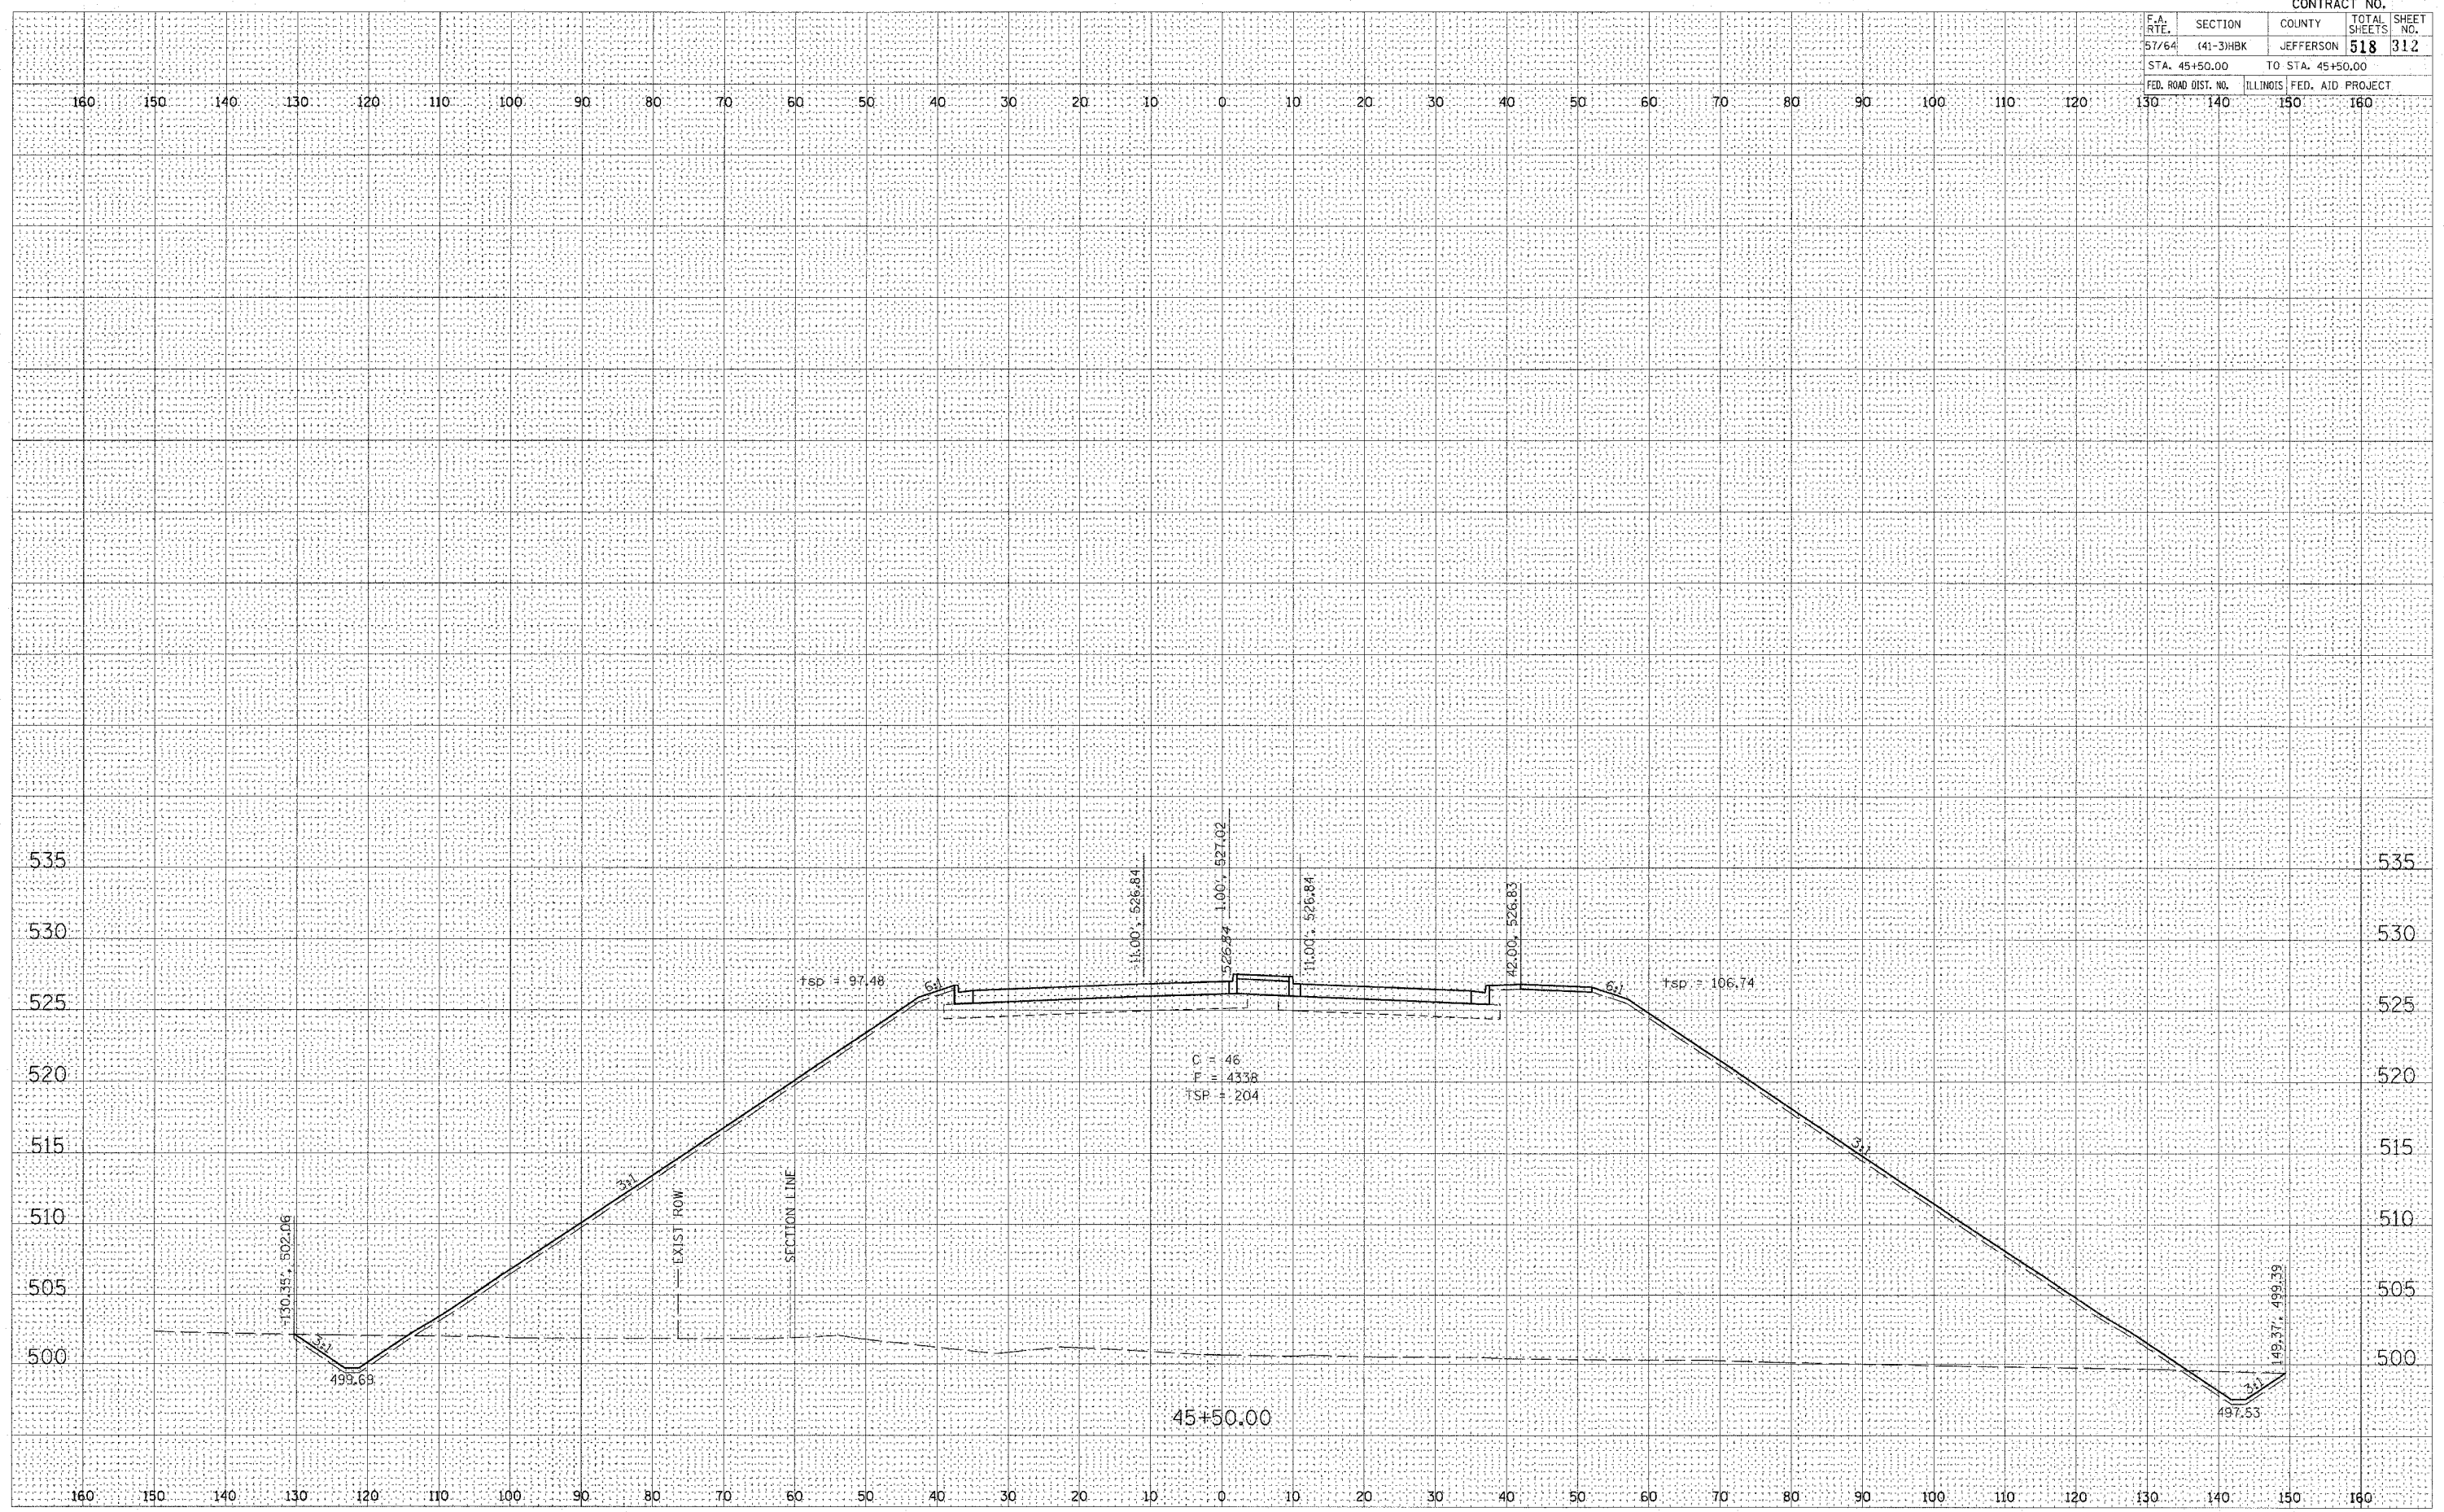 CONTRACT NO.
F.A. RTE. SECTION COUNTY TOTAL SHEETS SHEET NO.
57/64 (41-3)HBK JEFFERSON 518 312
STA. 45+50.00 TO STA. 45+50.00
FED. ROAD DIST. NO. ILLINOIS FED. AID PROJECT
160 150 140 130 120 110 100 90 80 70 60 50 40 30 20 10 0 10 20 30 40 50 60 70 80 90 100 110 120 130 140 150 160
535 535
530 530
525 525
520 520
515 515
510 510
505 505
500 500
-11.00', 526.84
526.84
1.00', 527.02
11.00', 526.84
42.00, 526.83
tsp = 97.48
6:1
6:1
tsp = 106.74
C = 46
F = 4338
TSP = 204
3:1
3:1
EXIST ROW
SECTION LINE
-130.35', 502.06
149.37', 499.39
3:1
3:1
499.69
497.53
45+50.00
160 150 140 130 120 110 100 90 80 70 60 50 40 30 20 10 0 10 20 30 40 50 60 70 80 90 100 110 120 130 140 150 160